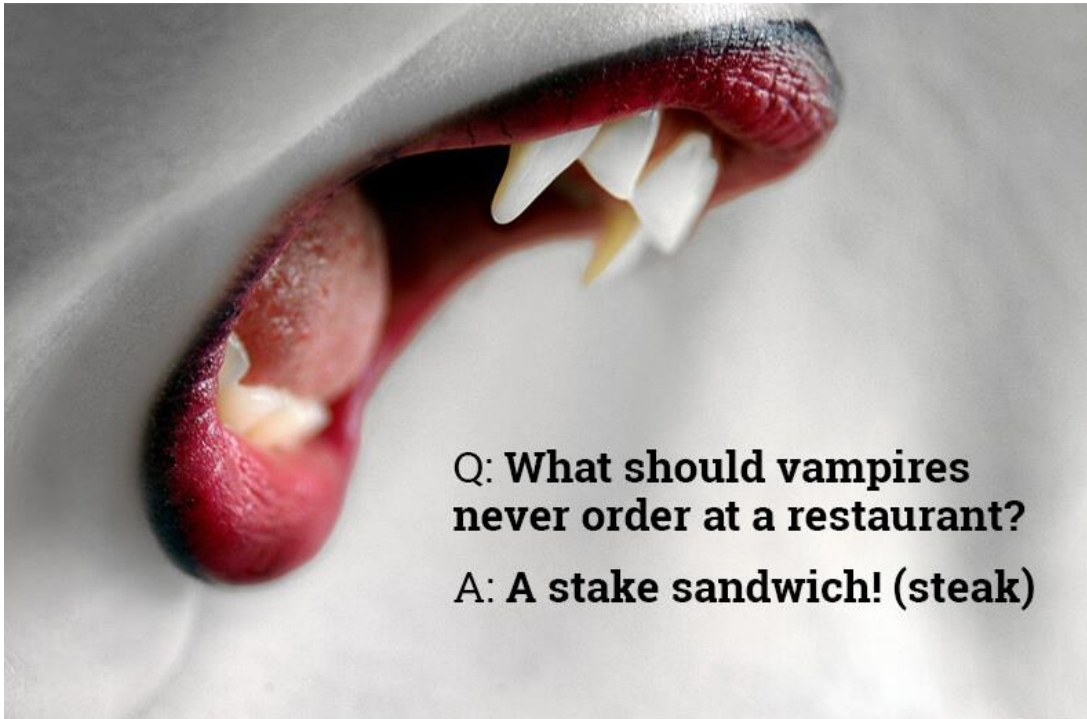 Q: What should vampires
never order at a restaurant?
A: A stake sandwich! (steak)